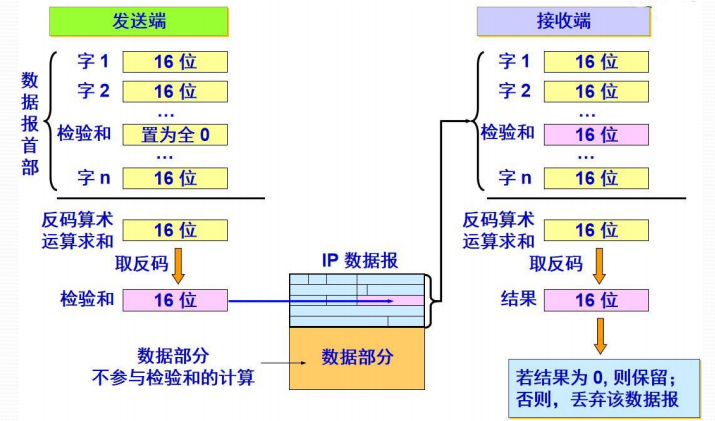 发送端
数据报首部
字 1 16 位
字 2 16 位
…
检验和 置为全 0
…
字 n 16 位
反码算术
运算求和
16 位
取反码
检验和 16 位
数据部分
不参与检验和的计算
IP 数据报
数据部分
接收端
字 1 16 位
字 2 16 位
…
检验和 16 位
…
字 n 16 位
反码算术
运算求和
16 位
取反码
结果 16 位
若结果为 0, 则保留；
否则，丢弃该数据报